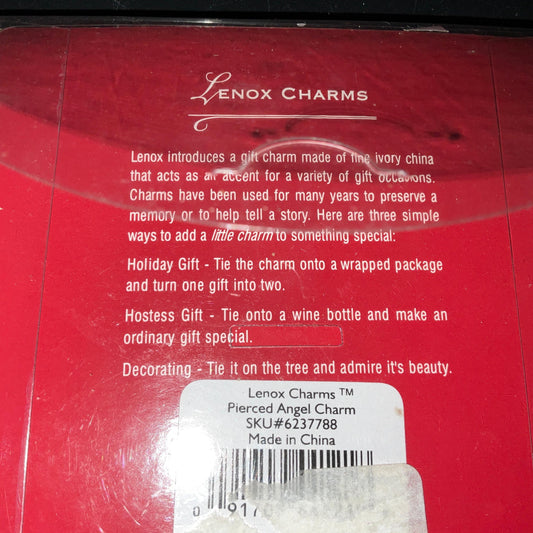 LENOX CHARMS
Lenox introduces a gift charm made of fine ivory china
that acts as an accent for a variety of gift occasions.
Charms have been used for many years to preserve a
memory or to help tell a story. Here are three simple
ways to add a little charm to something special:
Holiday Gift - Tie the charm onto a wrapped package
and turn one gift into two.
Hostess Gift - Tie onto a wine bottle and make an
ordinary gift special.
Decorating - Tie it on the tree and admire it's beauty.
Lenox Charms ™
Pierced Angel Charm
SKU#6237788
Made in China
0